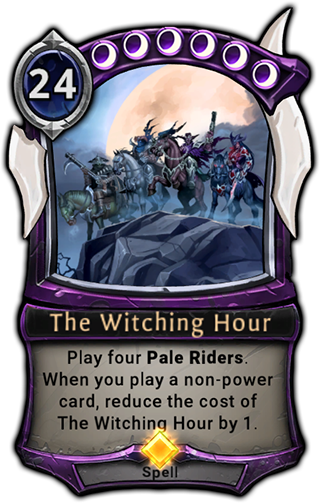 24
The Witching Hour
Play four Pale Riders.
When you play a non-power
card, reduce the cost of
The Witching Hour by 1.
Spell